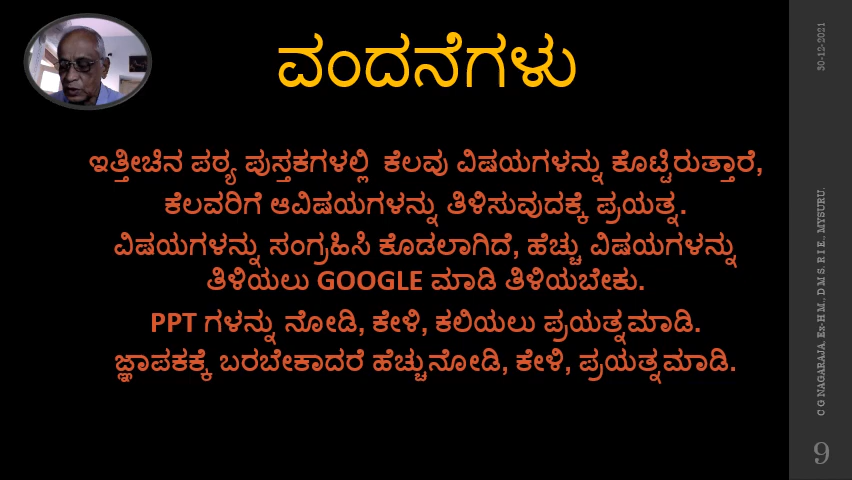 ವಂದನೆಗಳು
ಇತ್ತೀಚಿನ ಪಠ್ಯ ಪುಸ್ತಕಗಳಲ್ಲಿ ಕೆಲವು ವಿಷಯಗಳನ್ನು ಕೊಟ್ಟಿರುತ್ತಾರೆ,
ಕೆಲವರಿಗೆ ಆವಿಷಯಗಳನ್ನು ತಿಳಿಸುವುದಕ್ಕೆ ಪ್ರಯತ್ನ.
ವಿಷಯಗಳನ್ನು ಸಂಗ್ರಹಿಸಿ ಕೊಡಲಾಗಿದೆ, ಹೆಚ್ಚು ವಿಷಯಗಳನ್ನು
ತಿಳಿಯಲು GOOGLE ಮಾಡಿ ತಿಳಿಯಬೇಕು.
PPT ಗಳನ್ನು ನೋಡಿ, ಕೇಳಿ, ಕಲಿಯಲು ಪ್ರಯತ್ನಮಾಡಿ.
ಜ್ಞಾಪಕಕ್ಕೆ ಬರಬೇಕಾದರೆ ಹೆಚ್ಚುನೋಡಿ, ಕೇಳಿ, ಪ್ರಯತ್ನಮಾಡಿ.
30-12-2021
C G NAGARAJA, Ex-H M., D M S. R I E., MYSURU.
9